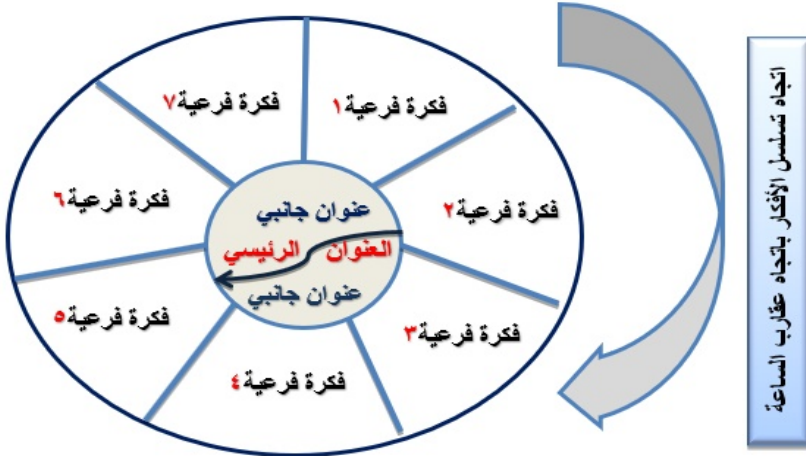 فكرة فرعية١
فكرة فرعية٢
فكرة فرعية٣
فكرة فرعية٤
فكرة فرعية٥
فكرة فرعية٦
فكرة فرعية٧
عنوان جانبي
العنوان الرئيسي
عنوان جانبي
اتجاه تسلسل الأفكار باتجاه عقارب الساعة